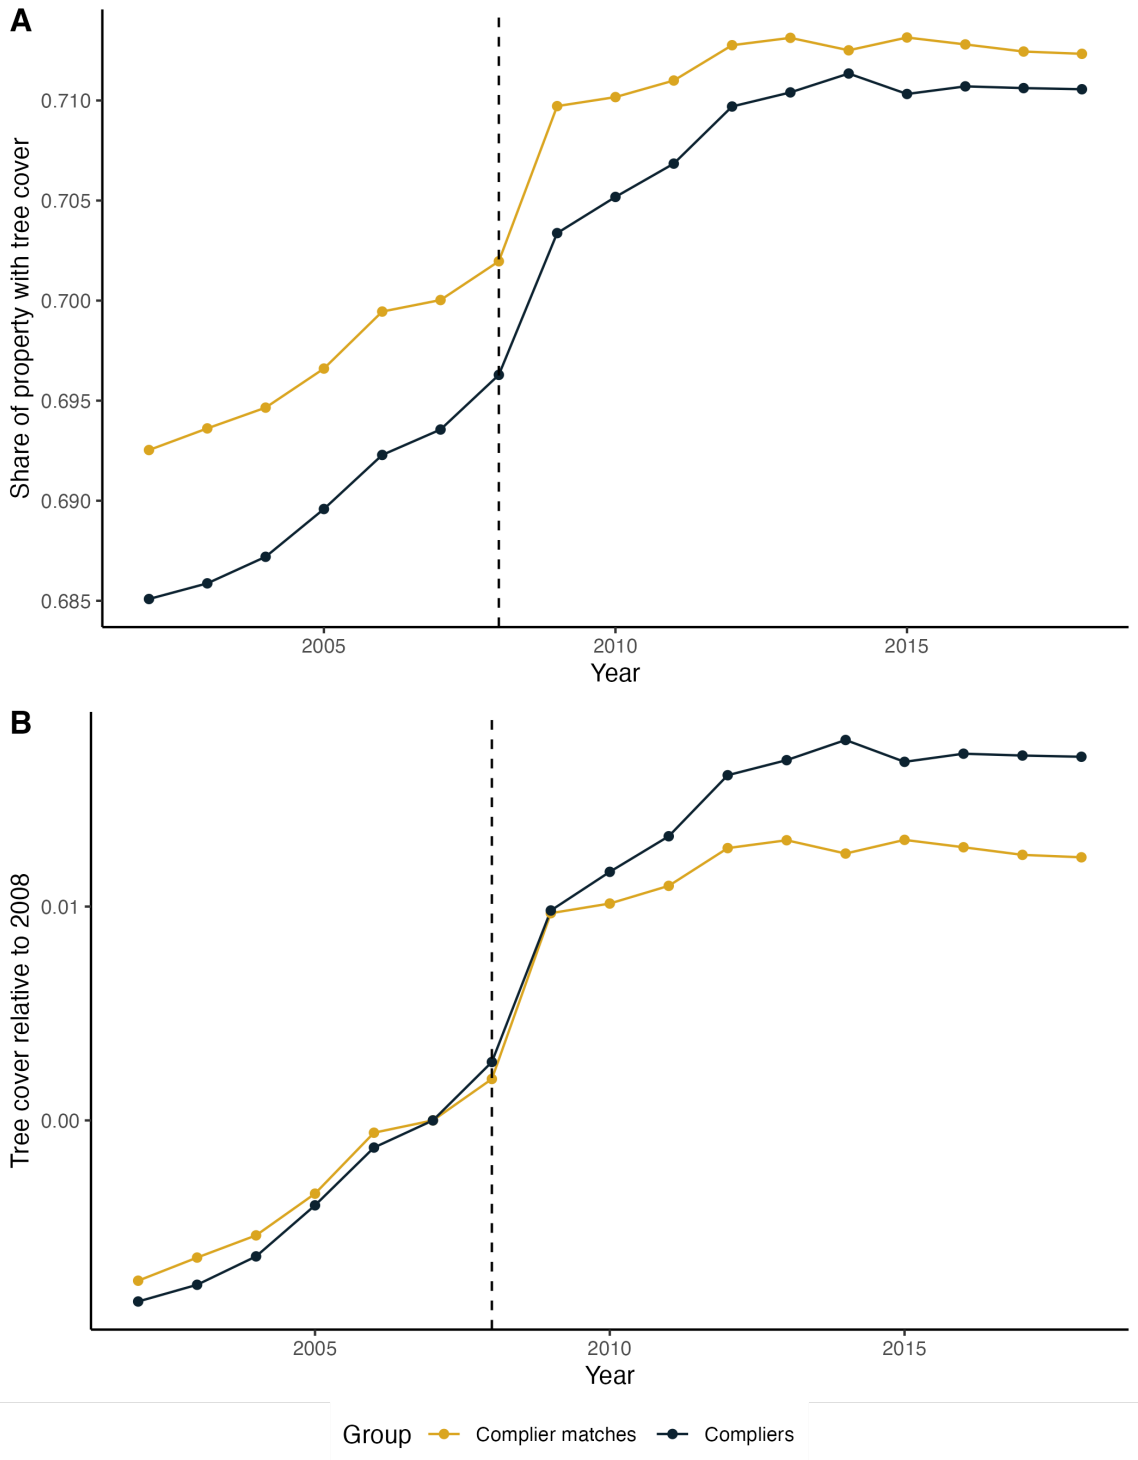 A
Share of property with tree cover
0.710
0.705
0.700
0.695
0.690
0.685
2005 2010 2015
Year
B
Tree cover relative to 2008
0.01
0.00
2005 2010 2015
Year
Group Complier matches Compliers